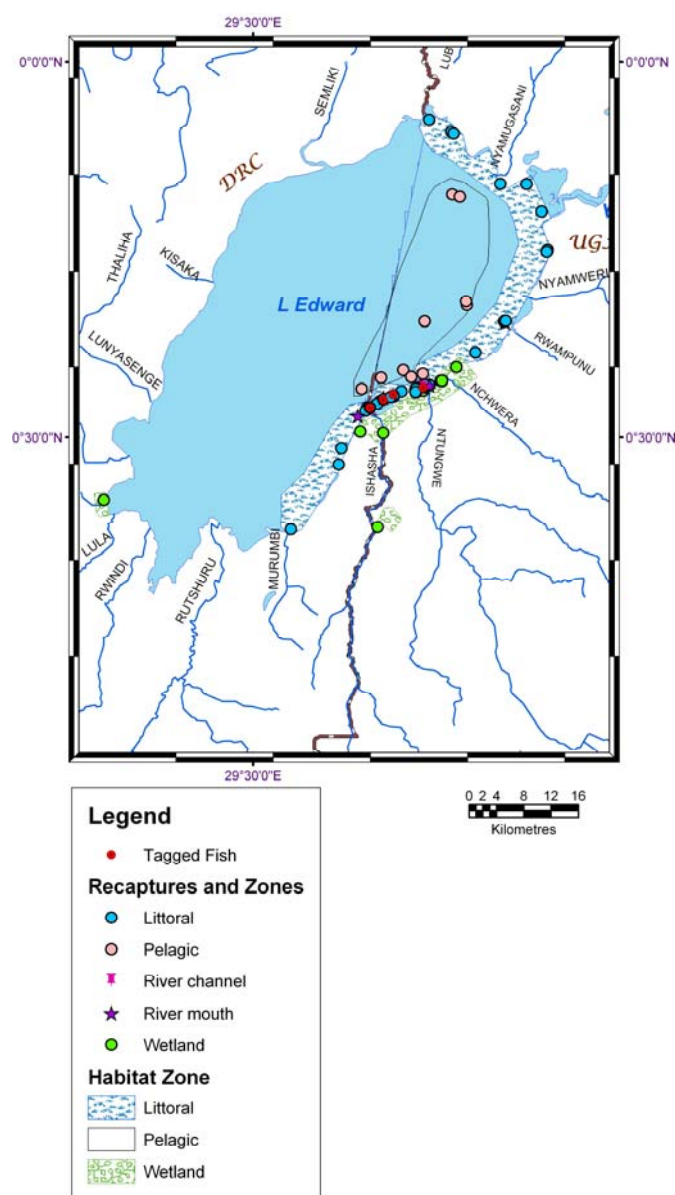 29°30'0"E
0°0'0"N
0°0'0"N
LUB
SEMLIKI
NYAMUGASANI
DRC
THALIHA
KISAKA
L Edward
NYAMWERI
LUNYASENGE
RWAMPUNU
NCHWERA
0°30'0"N
0°30'0"N
NTUNGWE
ISHASHA
LULA
RWINDI
RUTSHURU
MURUMBI
29°30'0"E
Legend
Tagged Fish
Recaptures and Zones
Littoral
Pelagic
River channel
River mouth
Wetland
Habitat Zone
Littoral
Pelagic
Wetland
0 2 4 8 12 16
Kilometres